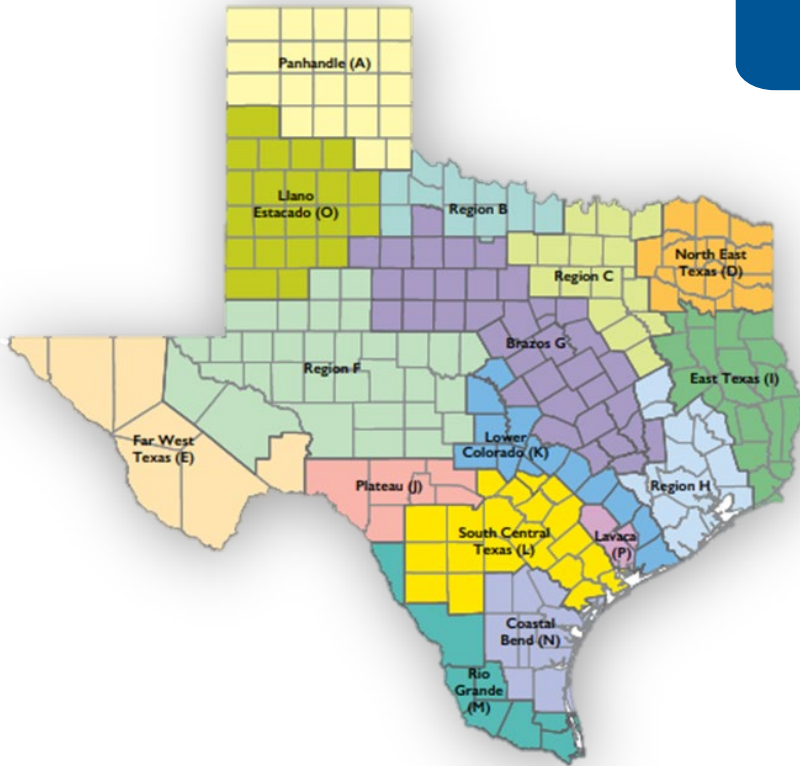 Panhandle (A)
Llano
Estacado (O)
Region B
North East
Texas (D)
Region C
Brazos G
Region F
East Texas (I)
Far West
Texas (E)
Lower
Colorado (K)
Plateau (J)
Region H
South Central
Texas (L)
Lavaca
(P)
Coastal
Bend (N)
Rio
Grande
(M)